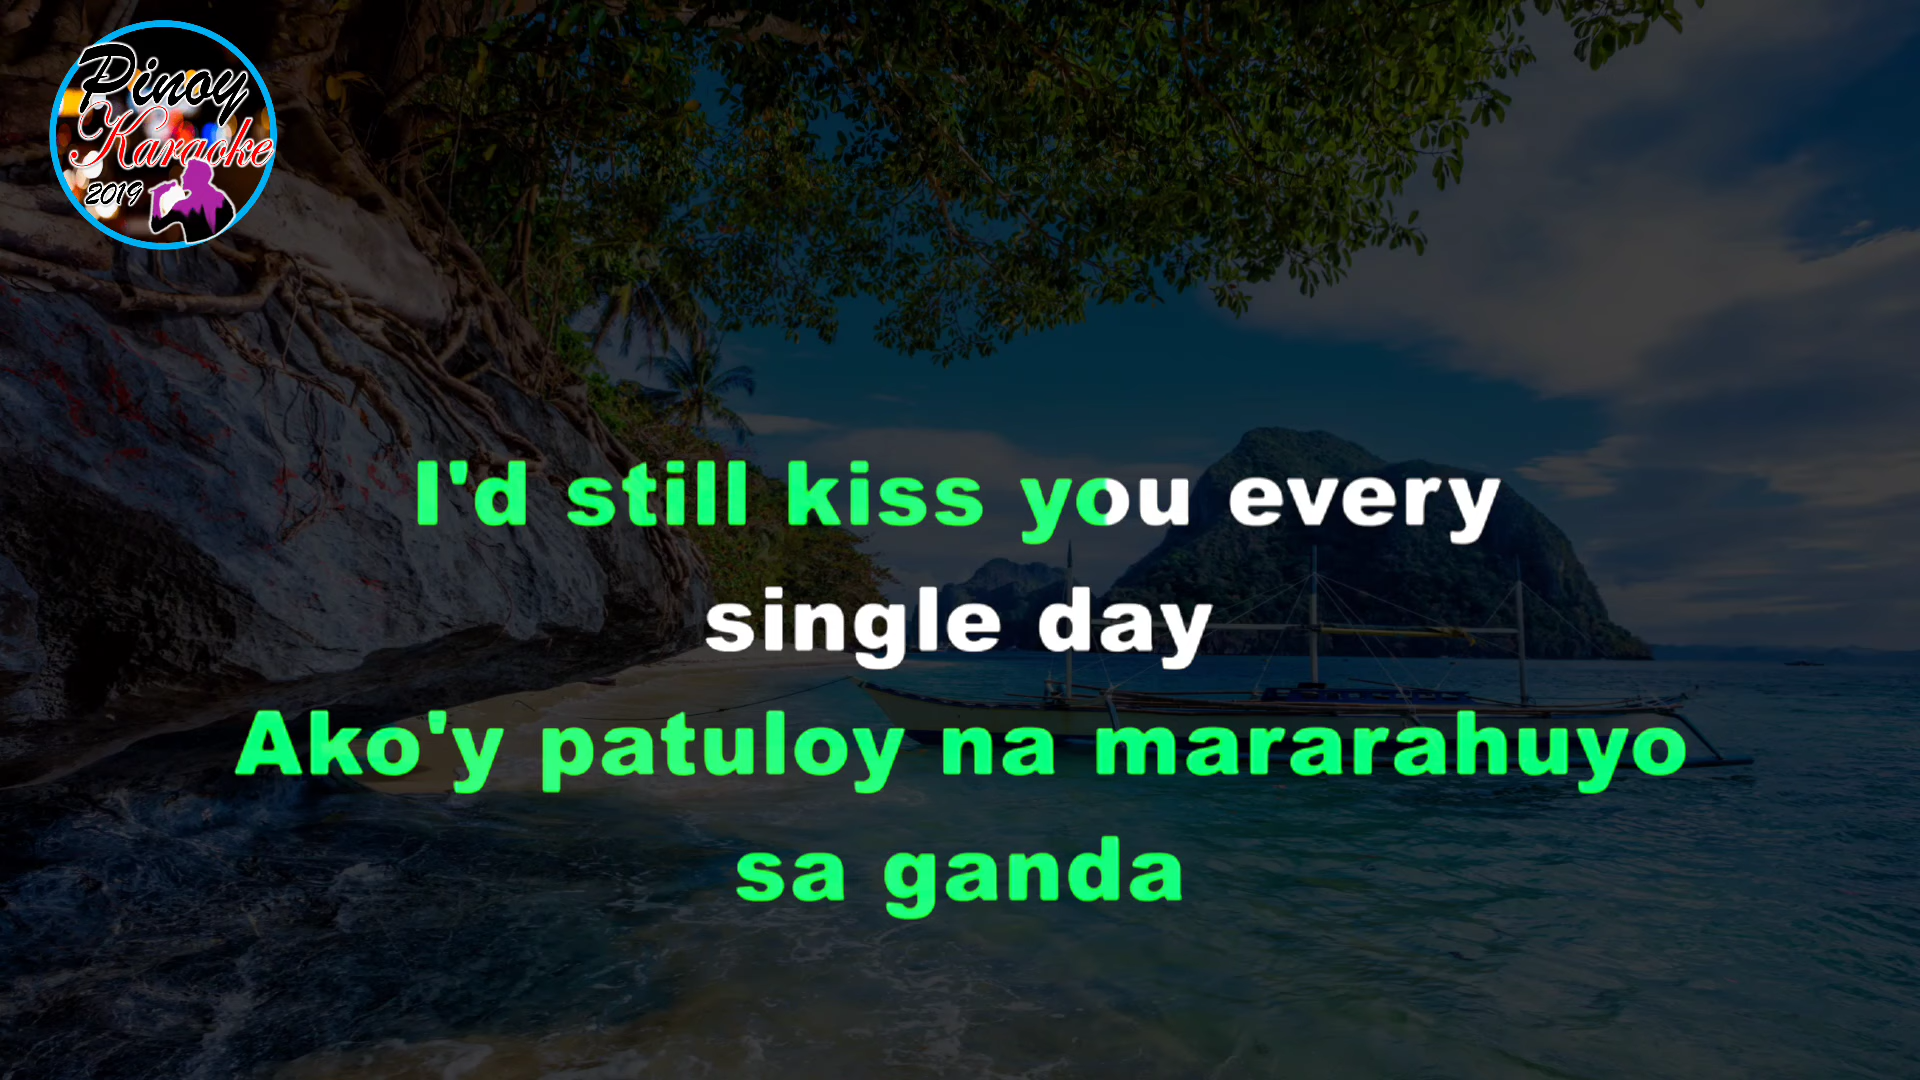 Pinoy
Karaoke
2019
I'd still kiss you every
single day
Ako'y patuloy na mararahuyo
sa ganda